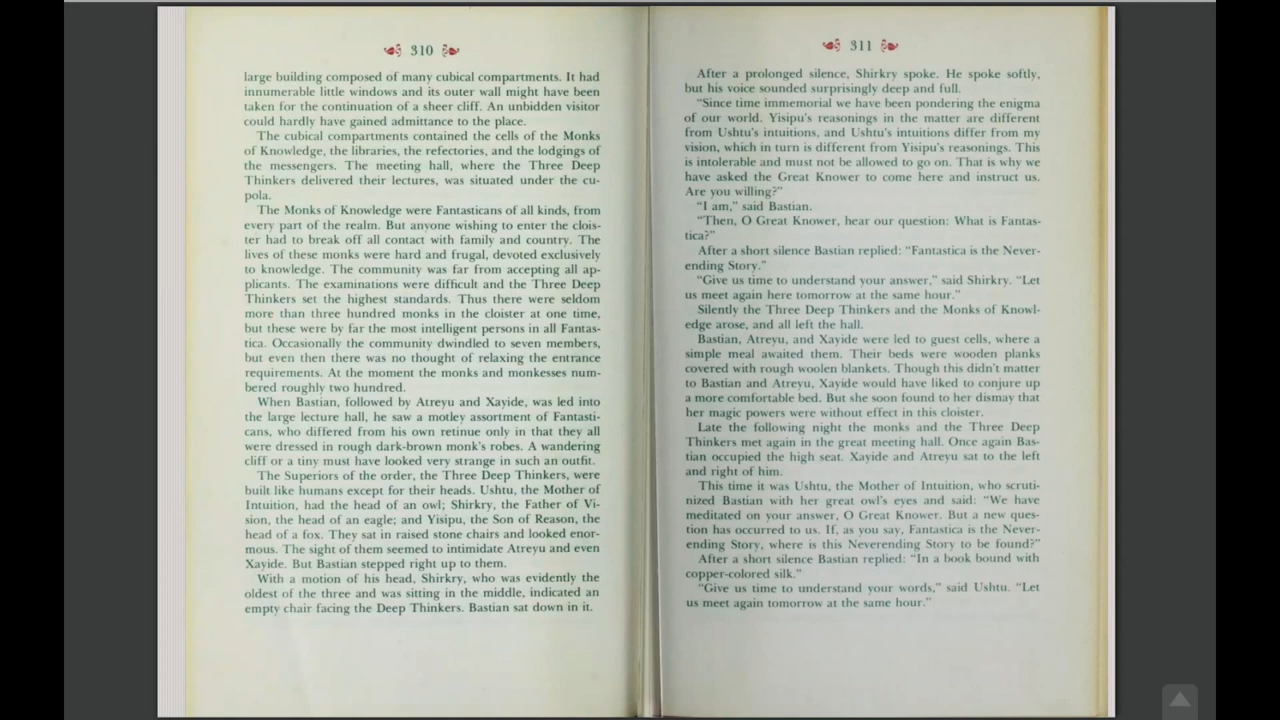 310
large building composed of many cubical compartments. It had
innumerable little windows and its outer wall might have been
taken for the continuation of a sheer cliff. An unbidden visitor
could hardly have gained admittance to the place.
The cubical compartments contained the cells of the Monks
of Knowledge, the libraries, the refectories, and the lodgings of
the messengers. The meeting hall, where the Three Deep
Thinkers delivered their lectures, was situated under the cu-
pola.
The Monks of Knowledge were Fantasticans of all kinds, from
every part of the realm. But anyone wishing to enter the clois-
ter had to break off all contact with family and country. The
lives of these monks were hard and frugal, devoted exclusively
to knowledge. The community was far from accepting all ap-
plicants. The examinations were difficult and the Three Deep
Thinkers set the highest standards. Thus there were seldom
more than three hundred monks in the cloister at one time,
but these were by far the most intelligent persons in all Fantas-
tica. Occasionally the community dwindled to seven members,
but even then there was no thought of relaxing the entrance
requirements. At the moment the monks and monkesses num-
bered roughly two hundred.
When Bastian, followed by Atreyu and Xayide, was led into
the large lecture hall, he saw a motley assortment of Fantasti-
cans, who differed from his own retinue only in that they all
were dressed in rough dark-brown monk's robes. A wandering
cliff or a tiny must have looked very strange in such an outfit.
The Superiors of the order, the Three Deep Thinkers, were
built like humans except for their heads. Ushtu, the Mother of
Intuition, had the head of an owl; Shirkry, the Father of Vi-
sion, the head of an eagle; and Yisipu, the Son of Reason, the
head of a fox. They sat in raised stone chairs and looked enor-
mous. The sight of them seemed to intimidate Atreyu and even
Xayide. But Bastian stepped right up to them.
With a motion of his head, Shirkry, who was evidently the
oldest of the three and was sitting in the middle, indicated an
empty chair facing the Deep Thinkers. Bastian sat down in it.
311
After a prolonged silence, Shirkry spoke. He spoke softly,
but his voice sounded surprisingly deep and full.
"Since time immemorial we have been pondering the enigma
of our world. Yisipu's reasonings in the matter are different
from Ushtu's intuitions, and Ushtu's intuitions differ from my
vision, which in turn is different from Yisipu's reasonings. This
is intolerable and must not be allowed to go on. That is why we
have asked the Great Knower to come here and instruct us.
Are you willing?"
"I am," said Bastian.
"Then, O Great Knower, hear our question: What is Fantas-
tica?"
After a short silence Bastian replied: "Fantastica is the Never-
ending Story."
"Give us time to understand your answer," said Shirkry. "Let
us meet again here tomorrow at the same hour."
Silently the Three Deep Thinkers and the Monks of Knowl-
edge arose, and all left the hall.
Bastian, Atreyu, and Xayide were led to guest cells, where a
simple meal awaited them. Their beds were wooden planks
covered with rough woolen blankets. Though this didn't matter
to Bastian and Atreyu, Xayide would have liked to conjure up
a more comfortable bed. But she soon found to her dismay that
her magic powers were without effect in this cloister.
Late the following night the monks and the Three Deep
Thinkers met again in the great meeting hall. Once again Bas-
tian occupied the high seat. Xayide and Atreyu sat to the left
and right of him.
This time it was Ushtu, the Mother of Intuition, who scruti-
nized Bastian with her great owl's eyes and said: "We have
meditated on your answer, O Great Knower. But a new ques-
tion has occurred to us. If, as you say, Fantastica is the Never-
ending Story, where is this Neverending Story to be found?"
After a short silence Bastian replied: "In a book bound with
copper-colored silk."
"Give us time to understand your words," said Ushtu. "Let
us meet again tomorrow at the same hour."